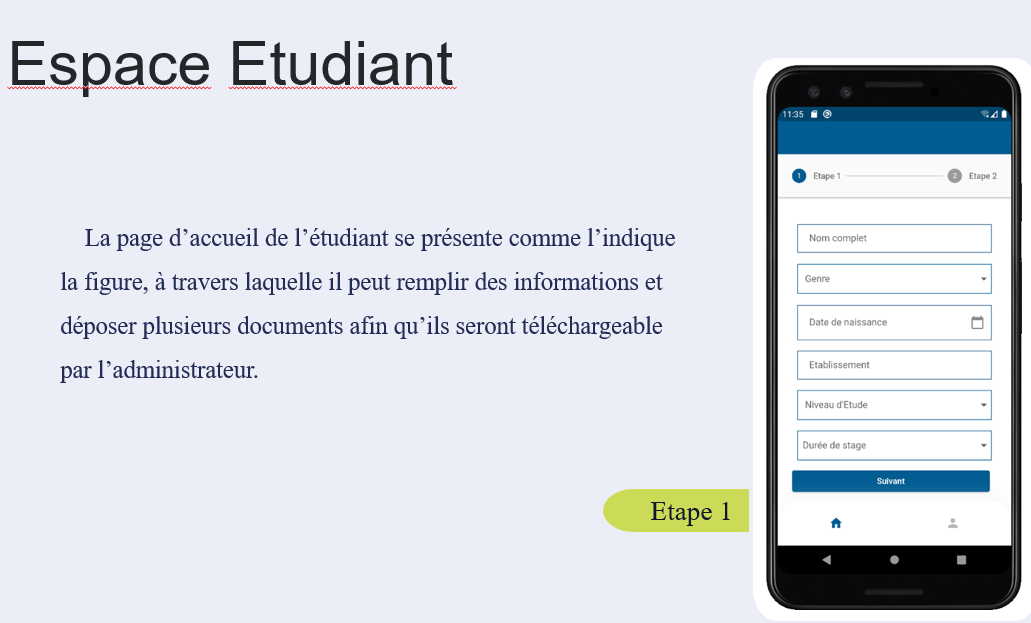 Espace Etudiant
La page d’accueil de l’étudiant se présente comme l’indique
la figure, à travers laquelle il peut remplir des informations et
déposer plusieurs documents afin qu’ils seront téléchargeable
par l’administrateur.
Etape 1
11:35
1 Etape 1 2 Etape 2
Nom complet
Genre
Date de naissance
Etablissement
Niveau d'Etude
Durée de stage
Suivant